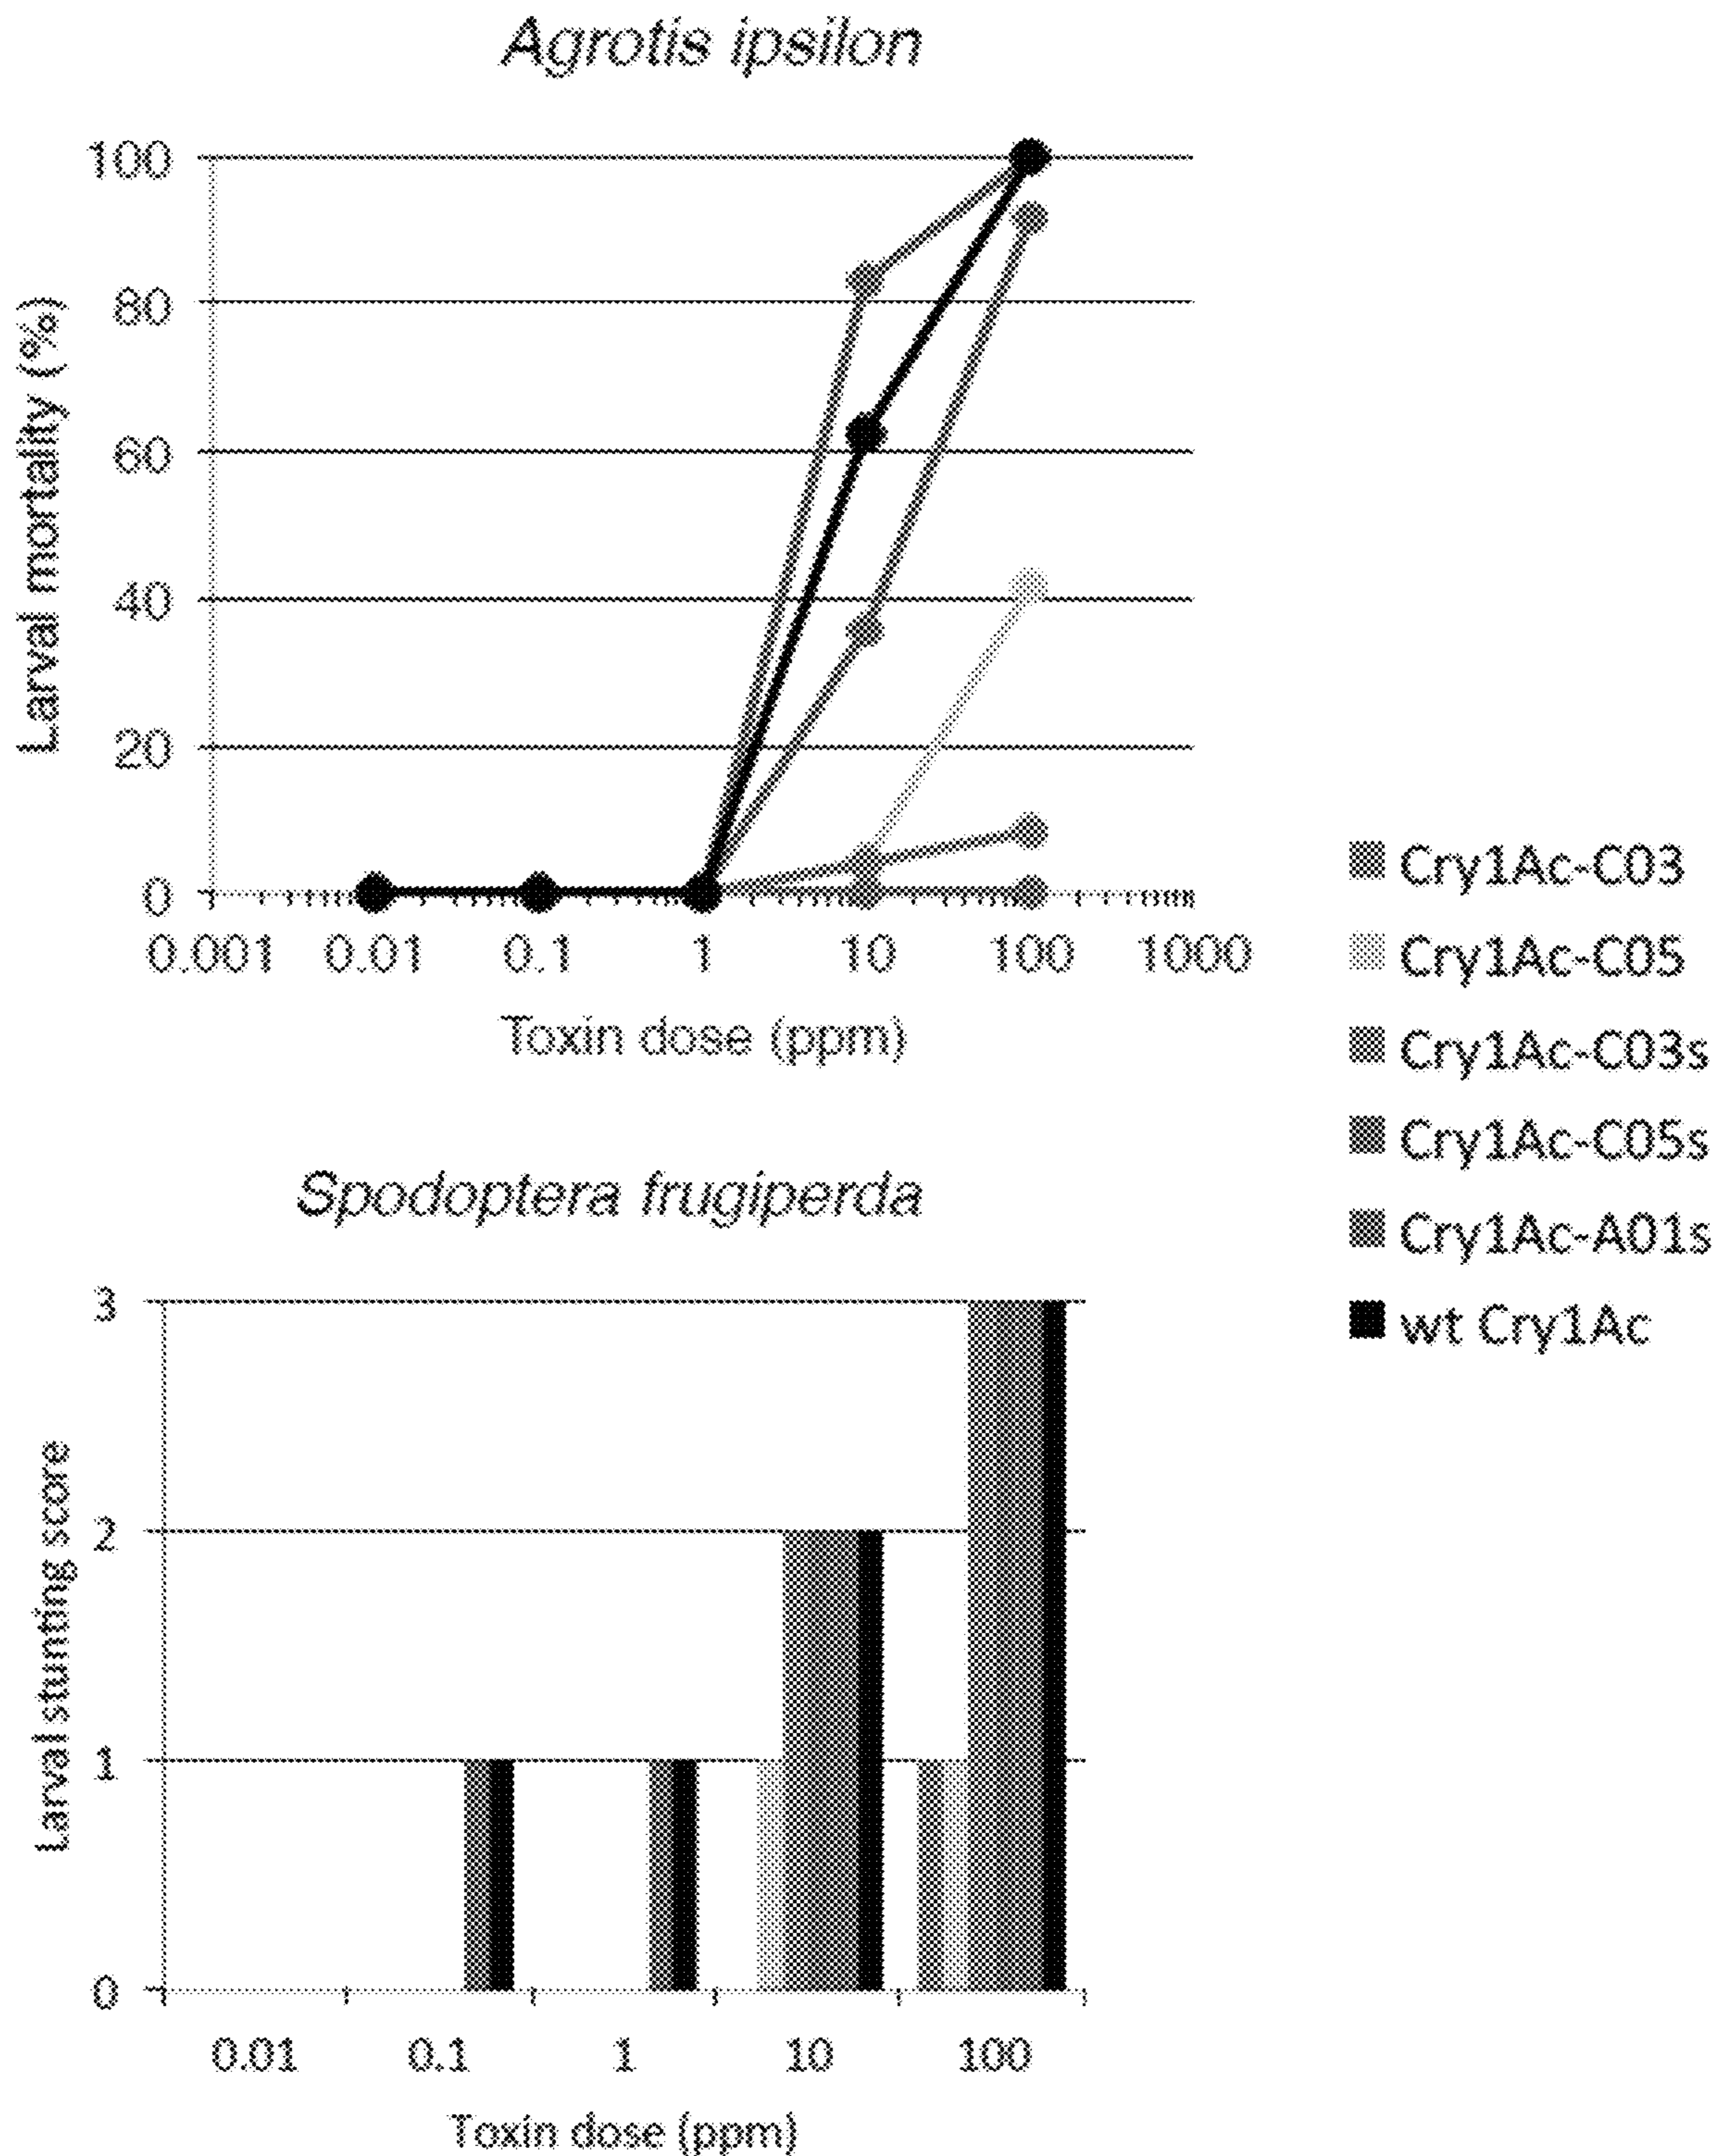 Agrotis ipsilon
100
80
60
40
20
0
Larval mortality (%)
0.001 0.01 0.1 1 10 100 1000
Toxin dose (ppm)
Cry1Ac-C03
Cry1Ac-C05
Cry1Ac-C03s
Cry1Ac-C05s
Cry1Ac-A01s
wt Cry1Ac
Spodoptera frugiperda
3
2
1
0
Larval stunting score
0.01 0.1 1 10 100
Toxin dose (ppm)